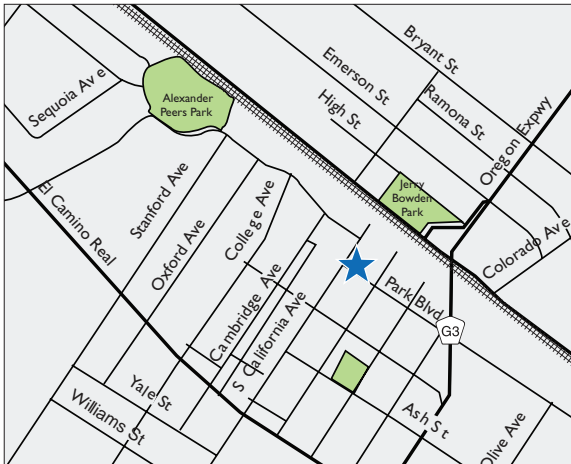 Bryant St
Emerson St
Ramona St
High St
Alexander
Peers Park
Sequoia Ave
Oregon Expwy
Jerry
Bowden
Park
El Camino Real
Stanford Ave
College Ave
Oxford Ave
Colorado Ave
Cambridge Ave
S California Ave
Park Blvd
G3
Yale St
Williams St
Ash St
Olive Ave